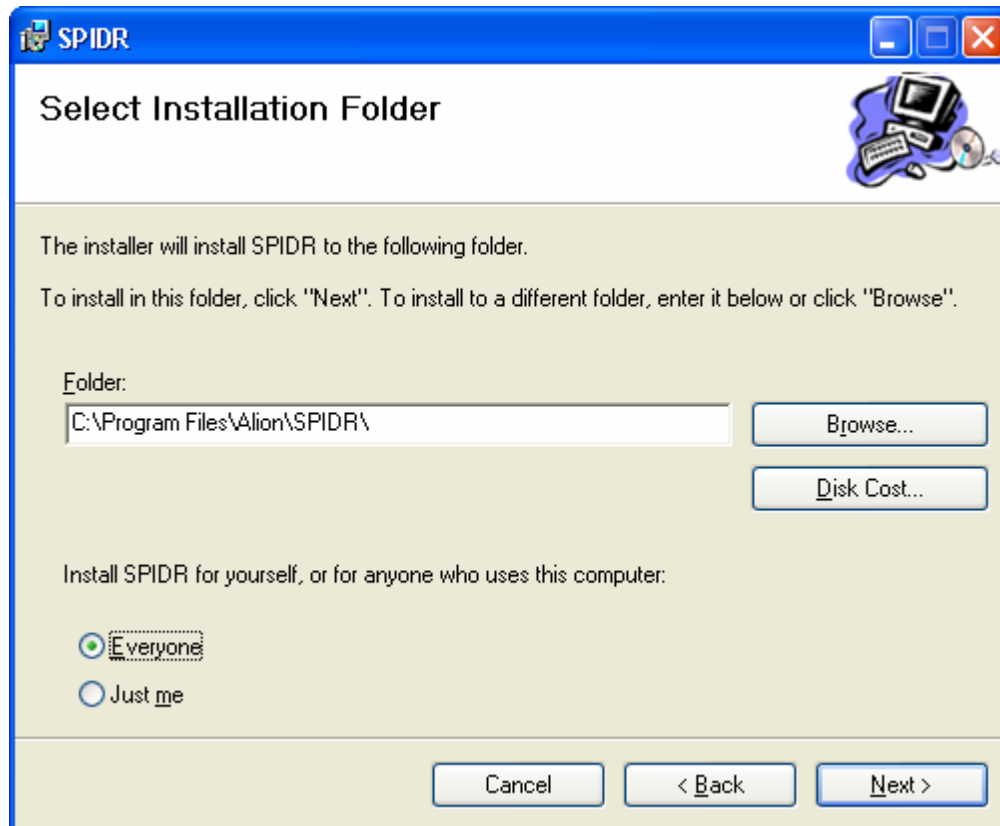 SPIDR
Select Installation Folder
The installer will install SPIDR to the following folder.
To install in this folder, click "Next". To install to a different folder, enter it below or click "Browse".
Folder:
C:\Program Files\Alion\SPIDR\
Browse...
Disk Cost...
Install SPIDR for yourself, or for anyone who uses this computer:
Everyone
Just me
Cancel
< Back
Next >